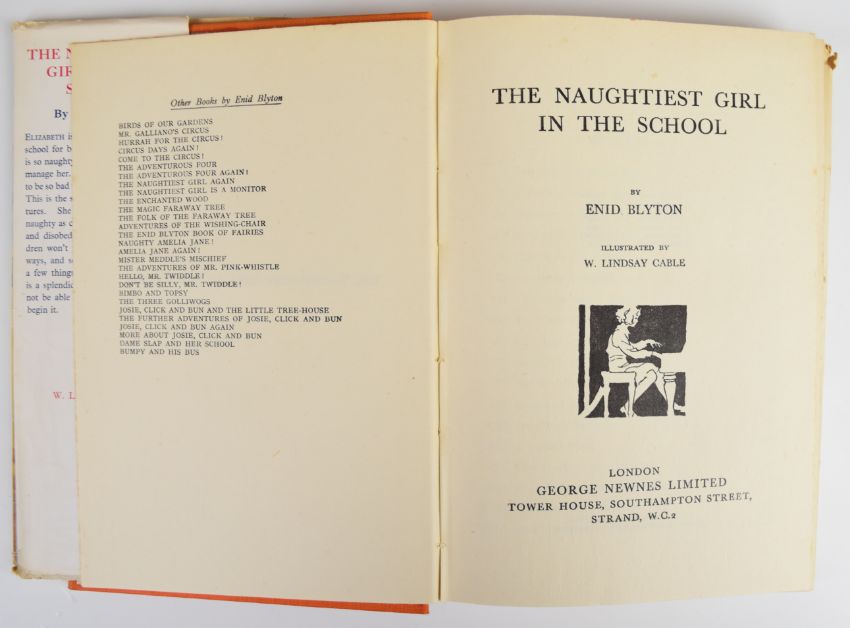 THE N
GIR
S
By
ELIZABETH is
school for b
is so naughty
manage her.
to be so bad
This is the s
tures. She
naughty as
and disobed
dren won't
ways, and s
a few things
is a splendi
not be able
begin it.
W. L
Other Books by Enid Blyton
BIRDS OF OUR GARDENS
MR. GALLIANO'S CIRCUS
HURRAH FOR THE CIRCUS!
CIRCUS DAYS AGAIN!
COME TO THE CIRCUS!
THE ADVENTUROUS FOUR
THE ADVENTUROUS FOUR AGAIN!
THE NAUGHTIEST GIRL AGAIN
THE NAUGHTIEST GIRL IS A MONITOR
THE ENCHANTED WOOD
THE MAGIC FARAWAY TREE
THE FOLK OF THE FARAWAY TREE
ADVENTURES OF THE WISHING-CHAIR
THE ENID BLYTON BOOK OF FAIRIES
NAUGHTY AMELIA JANE!
AMELIA JANE AGAIN!
MISTER MEDDLE'S MISCHIEF
THE ADVENTURES OF MR. PINK-WHISTLE
HELLO, MR. TWIDDLE!
DON'T BE SILLY, MR. TWIDDLE!
BIMBO AND TOPSY
THE THREE GOLLIWOGS
JOSIE, CLICK AND BUN AND THE LITTLE TREE-HOUSE
THE FURTHER ADVENTURES OF JOSIE, CLICK AND BUN
JOSIE, CLICK AND BUN AGAIN
MORE ABOUT JOSIE, CLICK AND BUN
DAME SLAP AND HER SCHOOL
BUMPY AND HIS BUS
THE NAUGHTIEST GIRL
IN THE SCHOOL
BY
ENID BLYTON
ILLUSTRATED BY
W. LINDSAY CABLE
LONDON
GEORGE NEWNES LIMITED
TOWER HOUSE, SOUTHAMPTON STREET,
STRAND, W.C.2